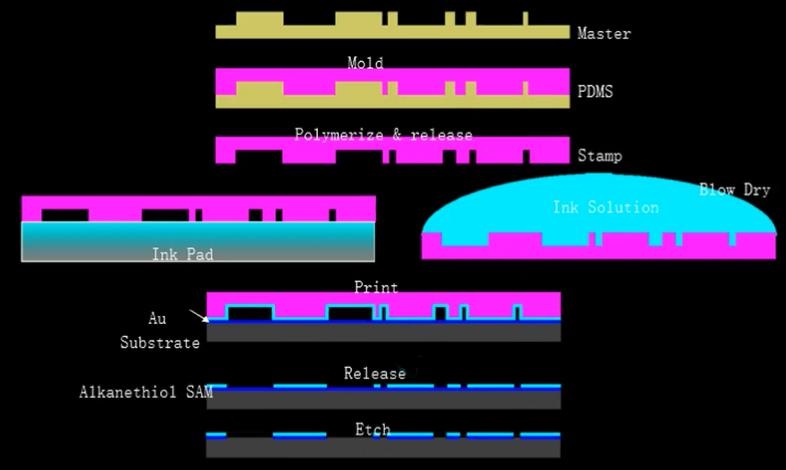 Master
Mold
PDMS
Polymerize & release
Stamp
Blow Dry
Ink Solution
Ink Pad
Print
Au
Substrate
Release
Alkanethiol SAM
Etch